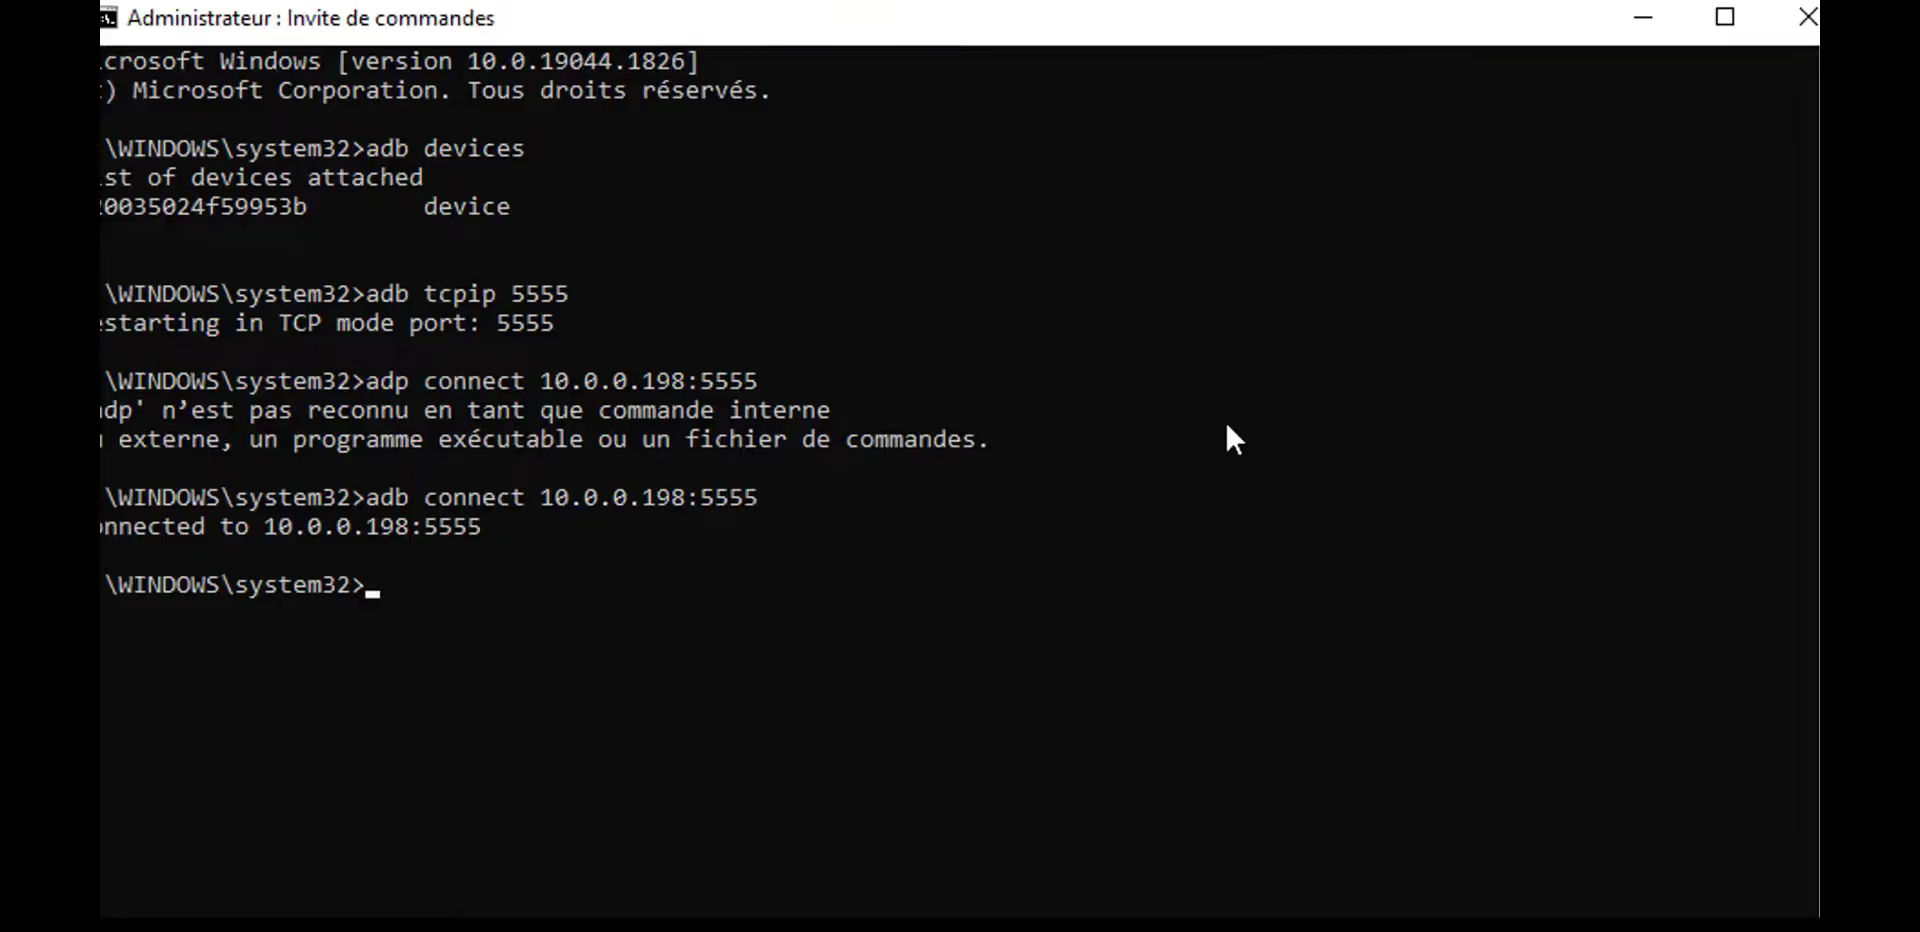 Administrateur : Invite de commandes
crosoft Windows [version 10.0.19044.1826]
) Microsoft Corporation. Tous droits réservés.
\WINDOWS\system32>adb devices
st of devices attached
0035024f59953b device
\WINDOWS\system32>adb tcpip 5555
estarting in TCP mode port: 5555
\WINDOWS\system32>adp connect 10.0.0.198:5555
dp' n’est pas reconnu en tant que commande interne
externe, un programme exécutable ou un fichier de commandes.
\WINDOWS\system32>adb connect 10.0.0.198:5555
onnected to 10.0.0.198:5555
\WINDOWS\system32>